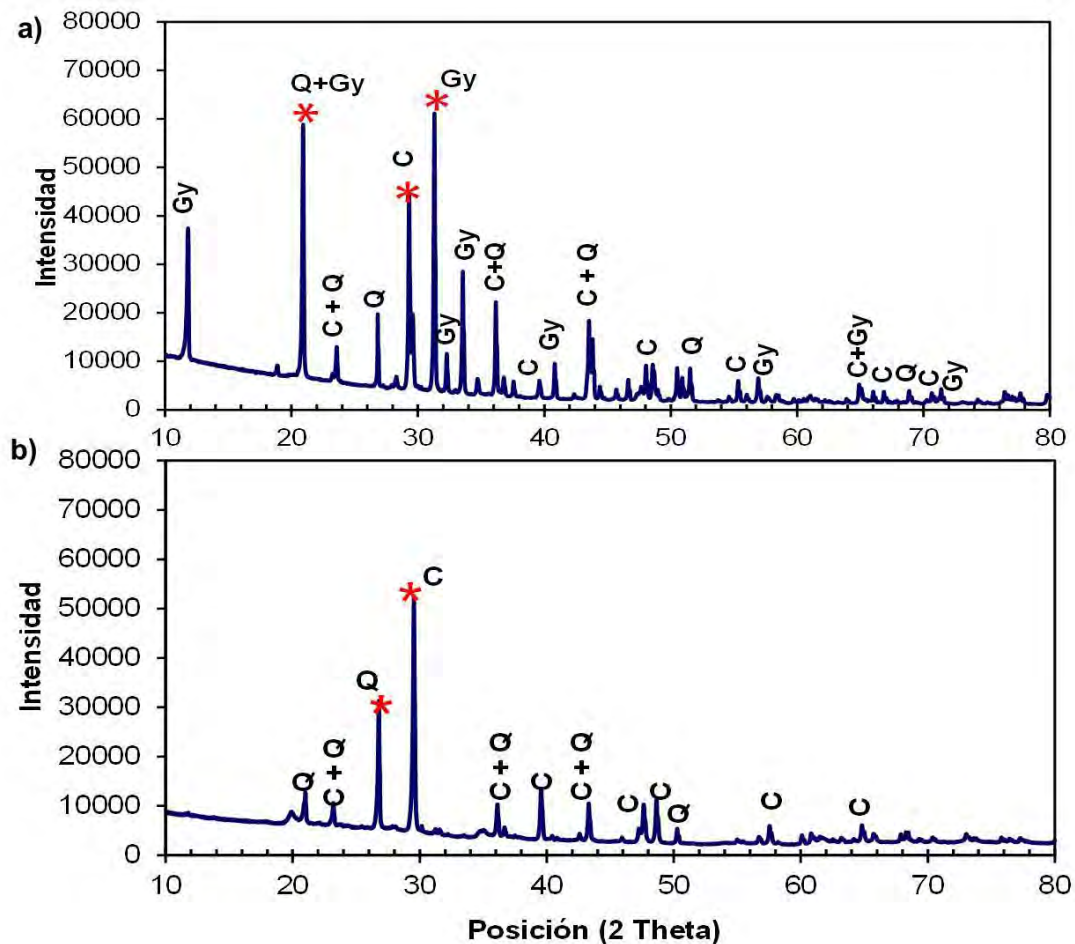 a)
80000
70000
60000
50000
40000
30000
20000
10000
0
Intensidad
Gy
Q+Gy
C + Q
Q
C
Gy
Gy
Gy
C+Q
C
Gy
C + Q
C
Q
C
Gy
C+Gy
C
Q
C
Gy
10 20 30 40 50 60 70 80
b)
80000
70000
60000
50000
40000
30000
20000
10000
0
Intensidad
Q
C + Q
Q
C
C + Q
C
C + Q
C
C
Q
C
C
10 20 30 40 50 60 70 80
Posición (2 Theta)